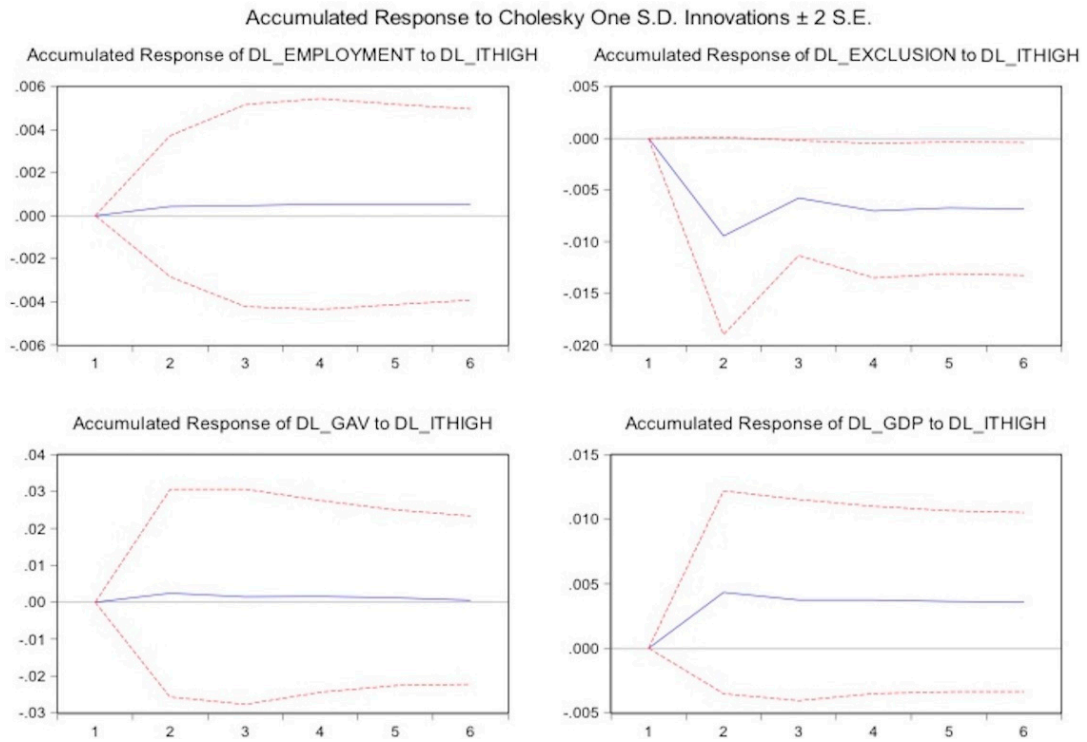 Accumulated Response to Cholesky One S.D. Innovations ± 2 S.E.
Accumulated Response of DL_EMPLOYMENT to DL_ITHIGH
.006
.004
.002
.000
-.002
-.004
-.006
1 2 3 4 5 6
Accumulated Response of DL_EXCLUSION to DL_ITHIGH
.005
.000
-.005
-.010
-.015
-.020
1 2 3 4 5 6
Accumulated Response of DL_GAV to DL_ITHIGH
.04
.03
.02
.01
.00
-.01
-.02
-.03
1 2 3 4 5 6
Accumulated Response of DL_GDP to DL_ITHIGH
.015
.010
.005
.000
-.005
1 2 3 4 5 6